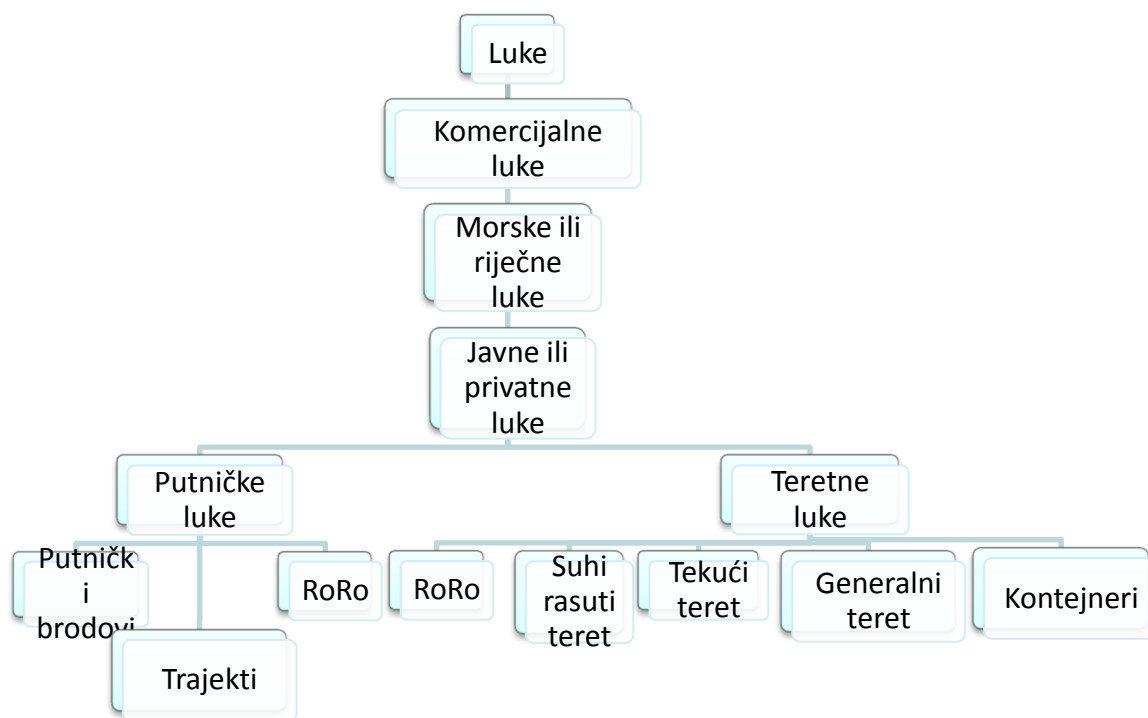 Luke
Komercijalne
luke
Morske ili
riječne
luke
Javne ili
privatne
luke
Putničke
luke
Teretne
luke
Putničk
i
brodovi
Trajekti
RoRo
RoRo
Suhi
rasuti
teret
Tekući
teret
Generalni
teret
Kontejneri